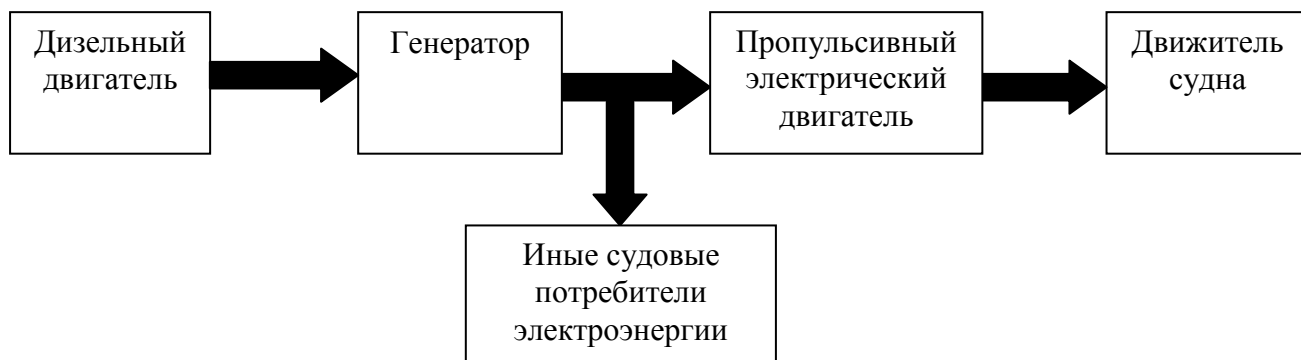 Дизельный
двигатель
Генератор
Пропульсивный
электрический
двигатель
Движитель
судна
Иные судовые
потребители
электроэнергии